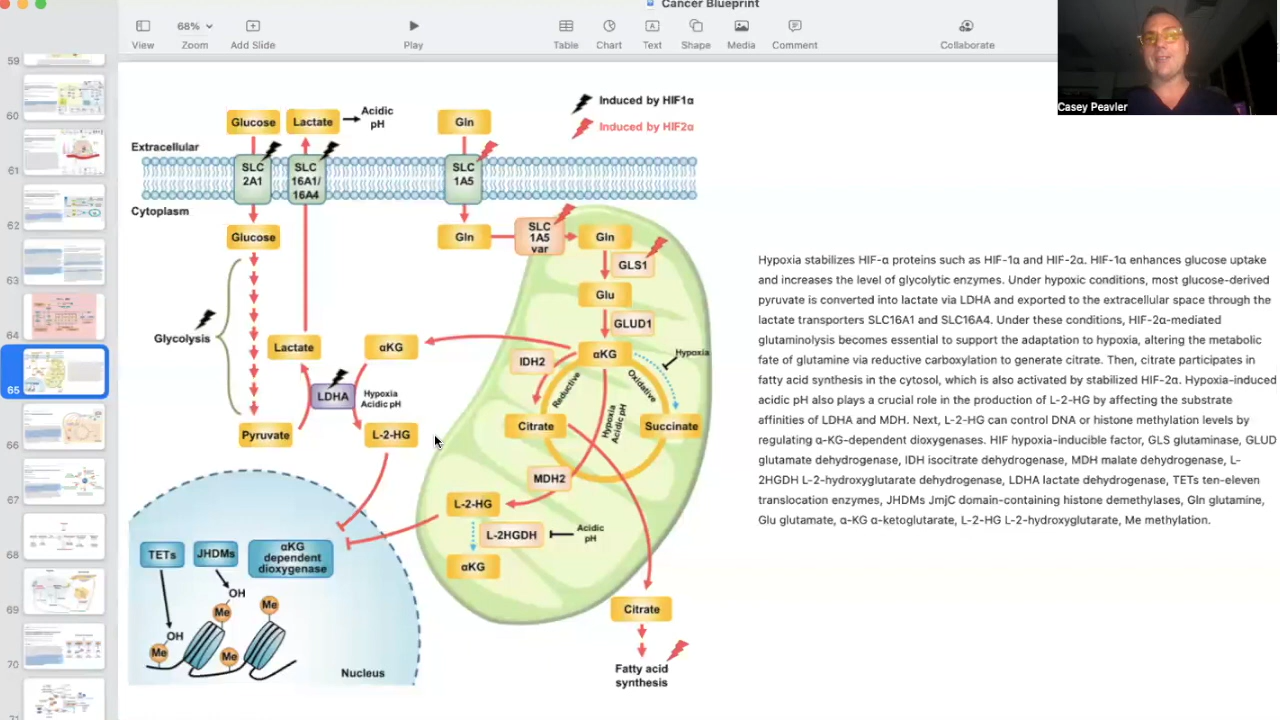 Cancer Blueprint
68%
View
Zoom
Add Slide
Play
Table
Chart
Text
Shape
Media
Comment
Collaborate
59
60
61
62
63
64
65
66
67
68
69
70
Casey Peavler
Induced by HIF1α
Induced by HIF2α
Glucose
Lactate
Acidic
pH
Gln
Extracellular
SLC
2A1
SLC
16A1/
16A4
SLC
1A5
Cytoplasm
Glucose
Gln
SLC
1A5
var
Gln
GLS1
Glu
GLUD1
Glycolysis
Lactate
αKG
αKG
Hypoxia
IDH2
Reductive
Oxidative
LDHA
Hypoxia
Acidic pH
Hypoxia
Acidic pH
Citrate
Succinate
Pyruvate
L-2-HG
MDH2
L-2-HG
L-2HGDH
Acidic
pH
αKG
TETs
JHDMs
αKG
dependent
dioxygenase
OH
Me
Me
OH
Me
Me
Nucleus
Citrate
Fatty acid
synthesis
Hypoxia stabilizes HIF-α proteins such as HIF-1α and HIF-2α. HIF-1α enhances glucose uptake
and increases the level of glycolytic enzymes. Under hypoxic conditions, most glucose-derived
pyruvate is converted into lactate via LDHA and exported to the extracellular space through the
lactate transporters SLC16A1 and SLC16A4. Under these conditions, HIF-2α-mediated
glutaminolysis becomes essential to support the adaptation to hypoxia, altering the metabolic
fate of glutamine via reductive carboxylation to generate citrate. Then, citrate participates in
fatty acid synthesis in the cytosol, which is also activated by stabilized HIF-2α. Hypoxia-induced
acidic pH also plays a crucial role in the production of L-2-HG by affecting the substrate
affinities of LDHA and MDH. Next, L-2-HG can control DNA or histone methylation levels by
regulating α-KG-dependent dioxygenases. HIF hypoxia-inducible factor, GLS glutaminase, GLUD
glutamate dehydrogenase, IDH isocitrate dehydrogenase, MDH malate dehydrogenase, L-
2HGDH L-2-hydroxyglutarate dehydrogenase, LDHA lactate dehydrogenase, TETs ten-eleven
translocation enzymes, JHDMs JmjC domain-containing histone demethylases, Gln glutamine,
Glu glutamate, α-KG α-ketoglutarate, L-2-HG L-2-hydroxyglutarate, Me methylation.